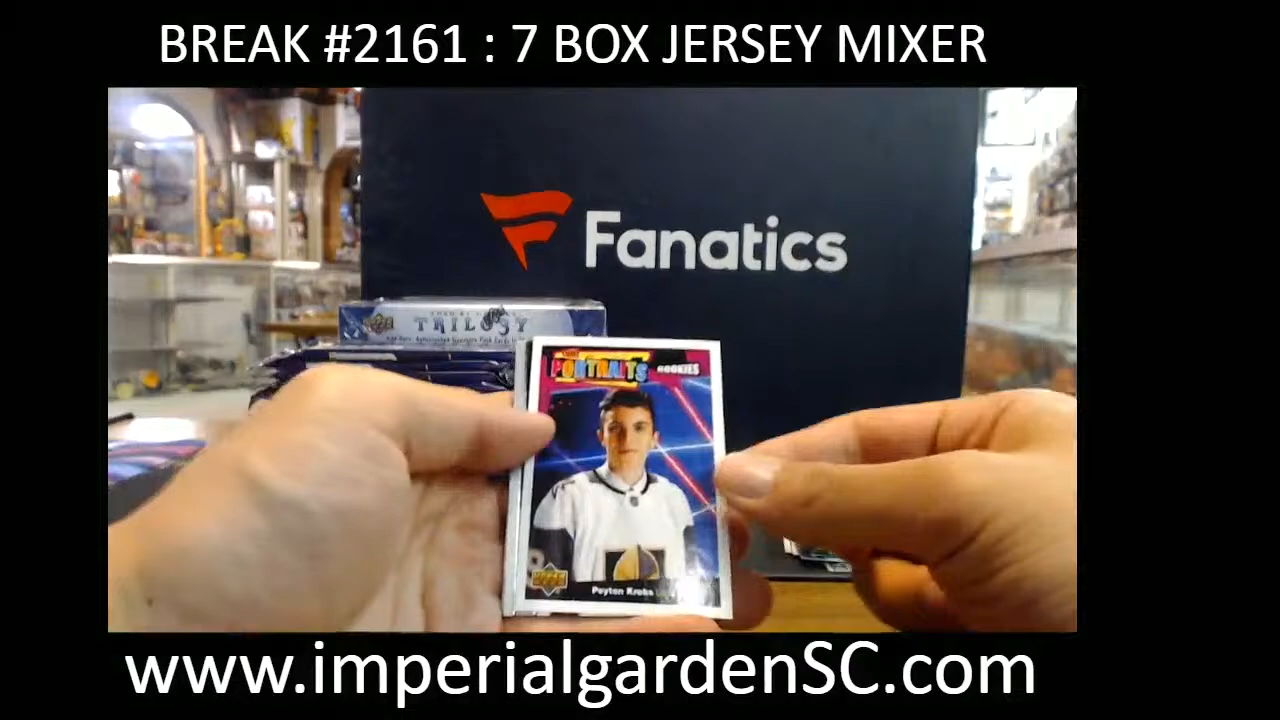 BREAK #2161 : 7 BOX JERSEY MIXER
Fanatics
TRILOGY
PORTRAITS ROOKIES
Peyton Krebs
www.imperialgardenSC.com